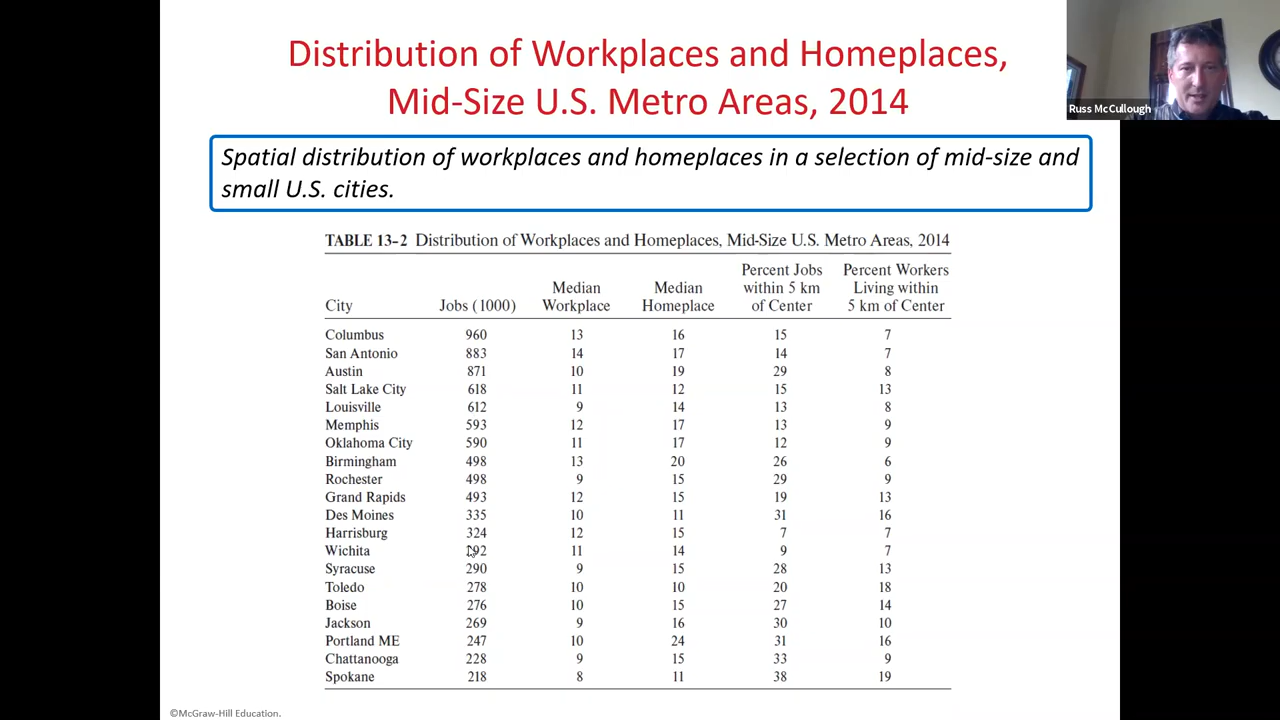 Distribution of Workplaces and Homeplaces,
Mid-Size U.S. Metro Areas, 2014
Russ McCullough
Spatial distribution of workplaces and homeplaces in a selection of mid-size and
small U.S. cities.
TABLE 13-2 Distribution of Workplaces and Homeplaces, Mid-Size U.S. Metro Areas, 2014
Percent Jobs Percent Workers
Median Median within 5 km Living within
City Jobs (1000) Workplace Homeplace of Center 5 km of Center
Columbus 960 13 16 15 7
San Antonio 883 14 17 14 7
Austin 871 10 19 29 8
Salt Lake City 618 11 12 15 13
Louisville 612 9 14 13 8
Memphis 593 12 17 13 9
Oklahoma City 590 11 17 12 9
Birmingham 498 13 20 26 6
Rochester 498 9 15 29 9
Grand Rapids 493 12 15 19 13
Des Moines 335 10 11 31 16
Harrisburg 324 12 15 7 7
Wichita 11 14 9 7
Syracuse 290 9 15 28 13
Toledo 278 10 10 20 18
Boise 276 10 15 27 14
Jackson 269 9 16 30 10
Portland ME 247 10 24 31 16
Chattanooga 228 9 15 33 9
Spokane 218 8 11 38 19
©McGraw-Hill Education.